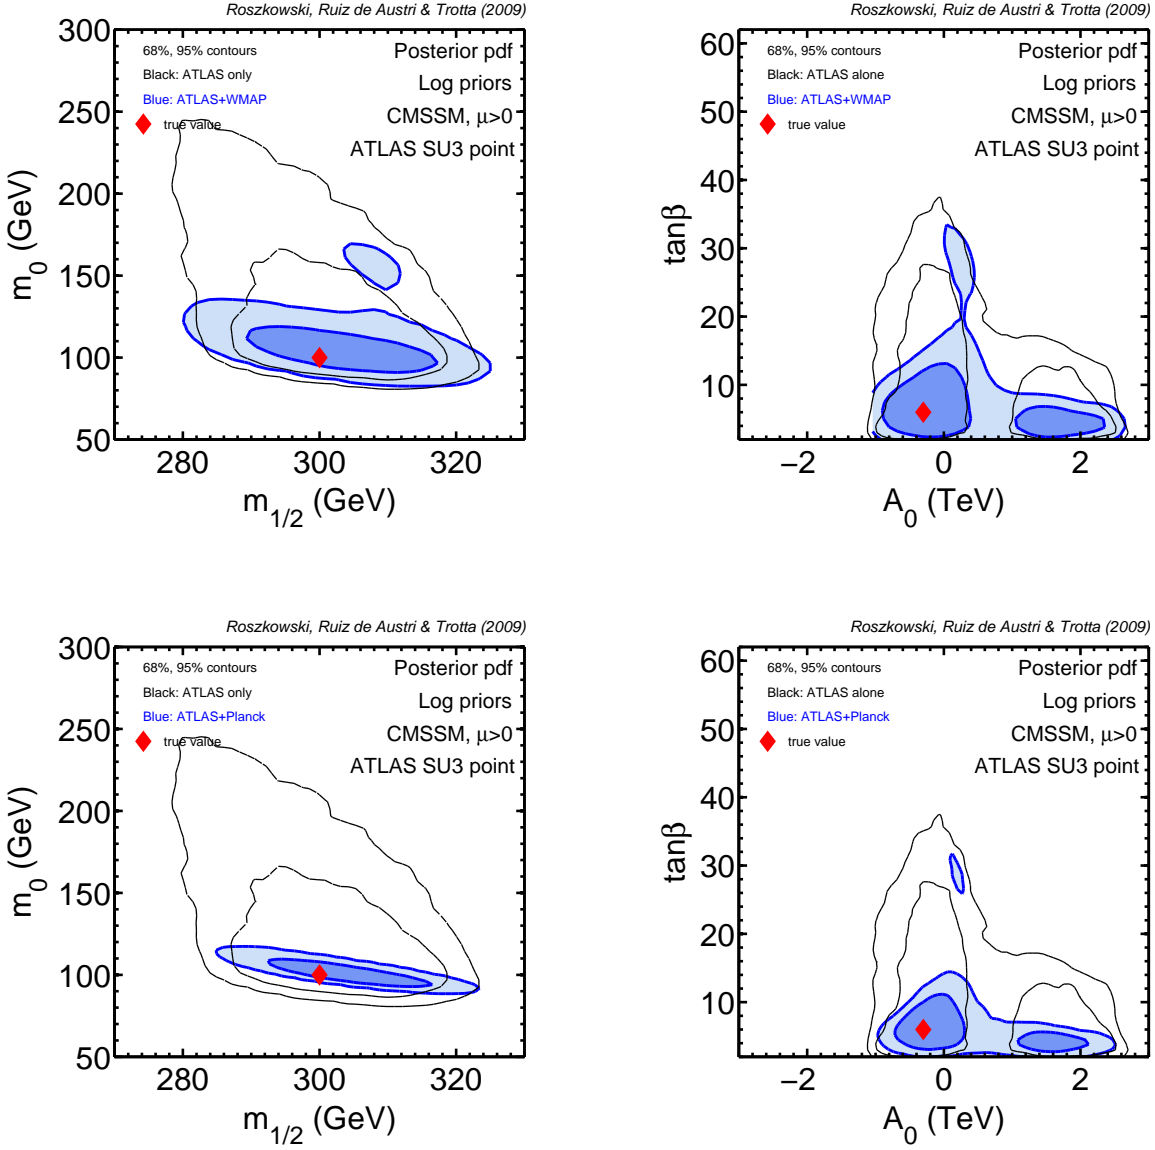 Roszkowski, Ruiz de Austri & Trotta (2009)
300
250
200
150
100
50
m0 (GeV)
68%, 95% contours
Black: ATLAS only
Blue: ATLAS+WMAP
true value
Posterior pdf
Log priors
CMSSM, μ>0
ATLAS SU3 point
280
300
320
m1/2 (GeV)
Roszkowski, Ruiz de Austri & Trotta (2009)
60
50
40
30
20
10
tanβ
68%, 95% contours
Black: ATLAS alone
Blue: ATLAS+WMAP
true value
Posterior pdf
Log priors
CMSSM, μ>0
ATLAS SU3 point
−2
0
2
A0 (TeV)
Roszkowski, Ruiz de Austri & Trotta (2009)
300
250
200
150
100
50
m0 (GeV)
68%, 95% contours
Black: ATLAS only
Blue: ATLAS+Planck
true value
Posterior pdf
Log priors
CMSSM, μ>0
ATLAS SU3 point
280
300
320
m1/2 (GeV)
Roszkowski, Ruiz de Austri & Trotta (2009)
60
50
40
30
20
10
tanβ
68%, 95% contours
Black: ATLAS alone
Blue: ATLAS+Planck
true value
Posterior pdf
Log priors
CMSSM, μ>0
ATLAS SU3 point
−2
0
2
A0 (TeV)